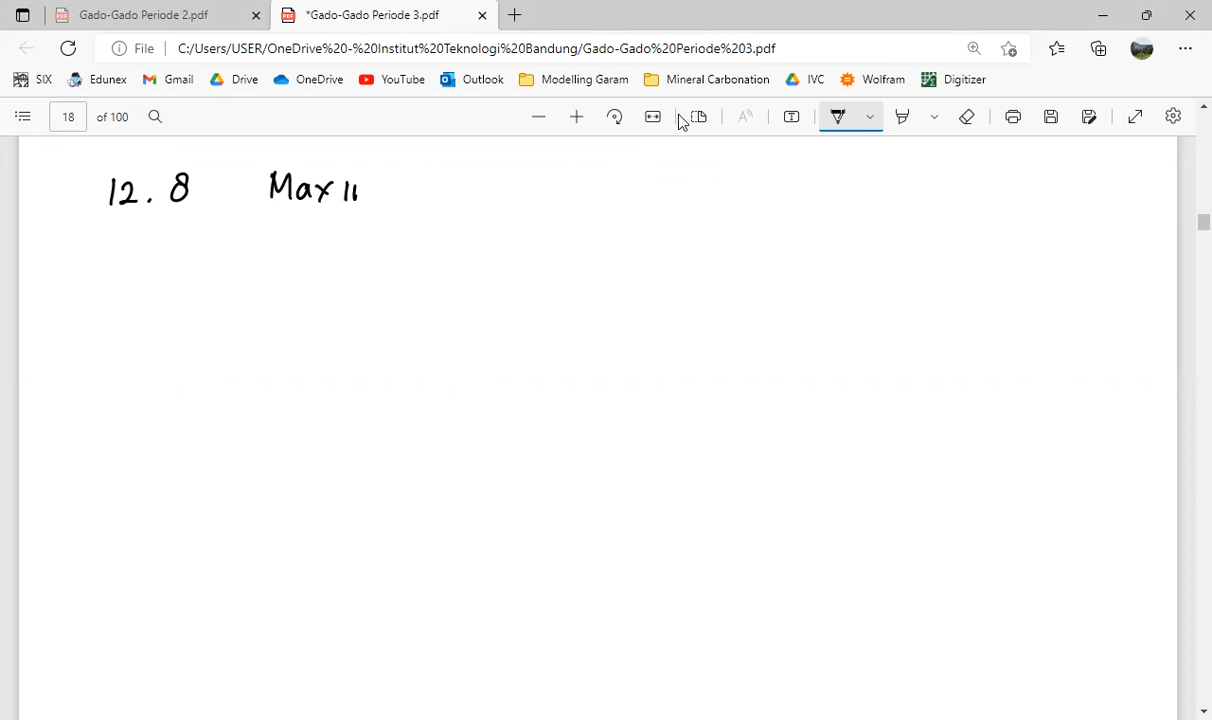 Gado-Gado Periode 2.pdf *Gado-Gado Periode 3.pdf
File C:/Users/USER/OneDrive%20-%20Institut%20Teknologi%20Bandung/Gado-Gado%20Periode%203.pdf
SIX Edunex Gmail Drive OneDrive YouTube Outlook Modelling Garam Mineral Carbonation IVC Wolfram Digitizer
18 of 100
12. 8 Max